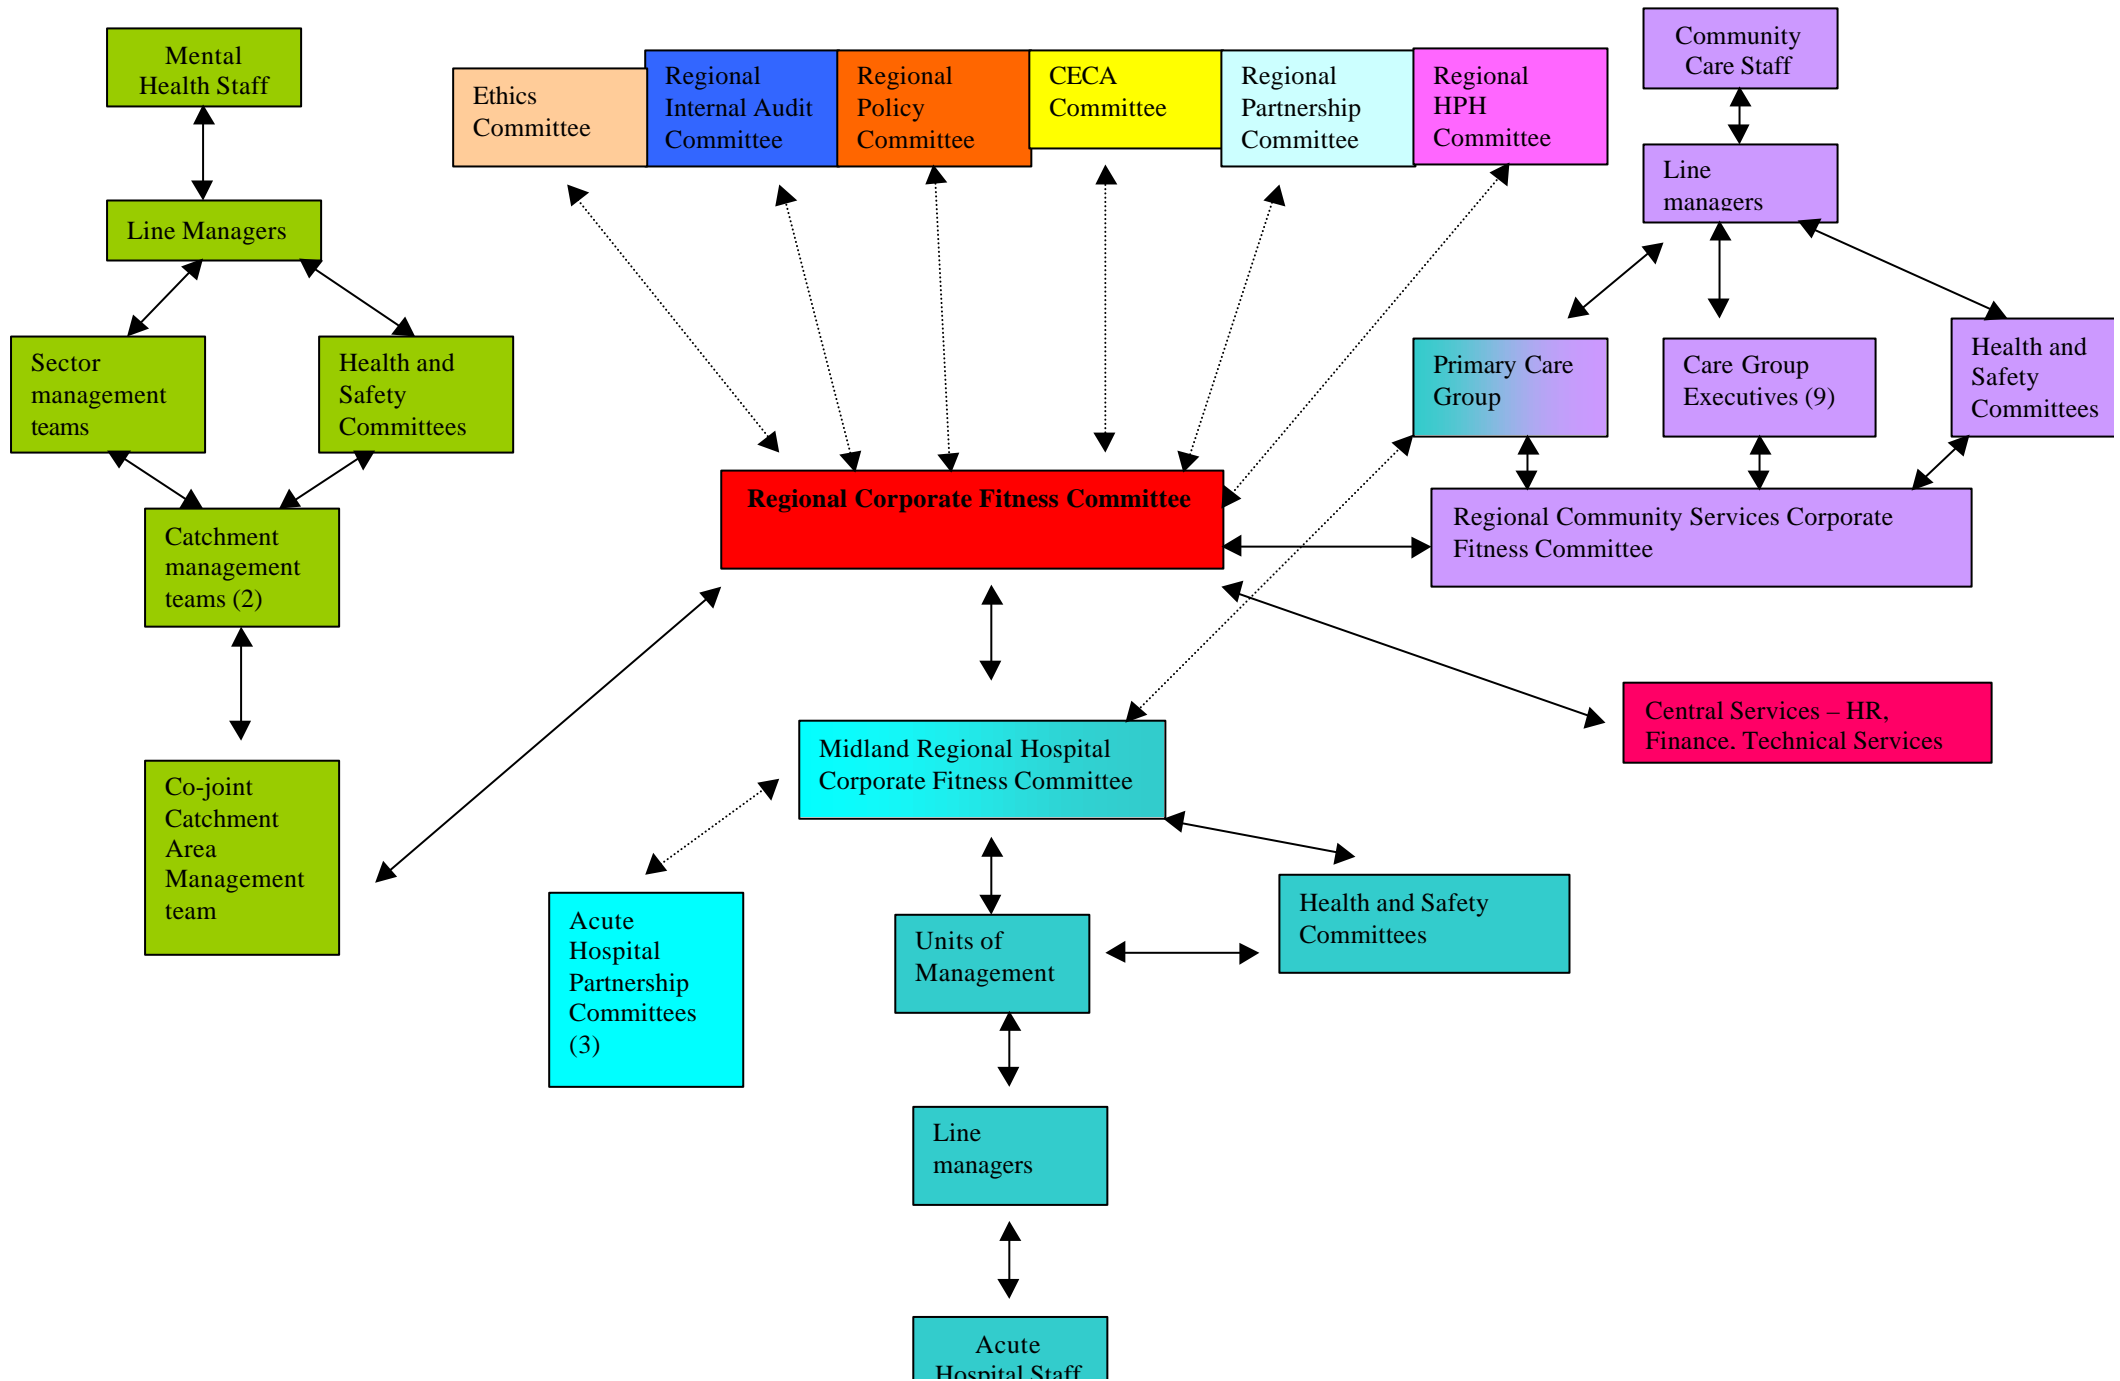 Mental
Health Staff
Ethics
Committee
Regional
Internal Audit
Committee
Regional
Policy
Committee
CECA
Committee
Regional
Partnership
Committee
Regional
HPH
Committee
Community
Care Staff
Line
managers
Line Managers
Sector
management
teams
Health and
Safety
Committees
Primary Care
Group
Care Group
Executives (9)
Health and
Safety
Committees
Regional Corporate Fitness Committee
Regional Community Services Corporate
Fitness Committee
Catchment
management
teams (2)
Central Services – HR,
Finance. Technical Services
Midland Regional Hospital
Corporate Fitness Committee
Co-joint
Catchment
Area
Management
team
Acute
Hospital
Partnership
Committees
(3)
Units of
Management
Health and Safety
Committees
Line
managers
Acute
Hospital Staff